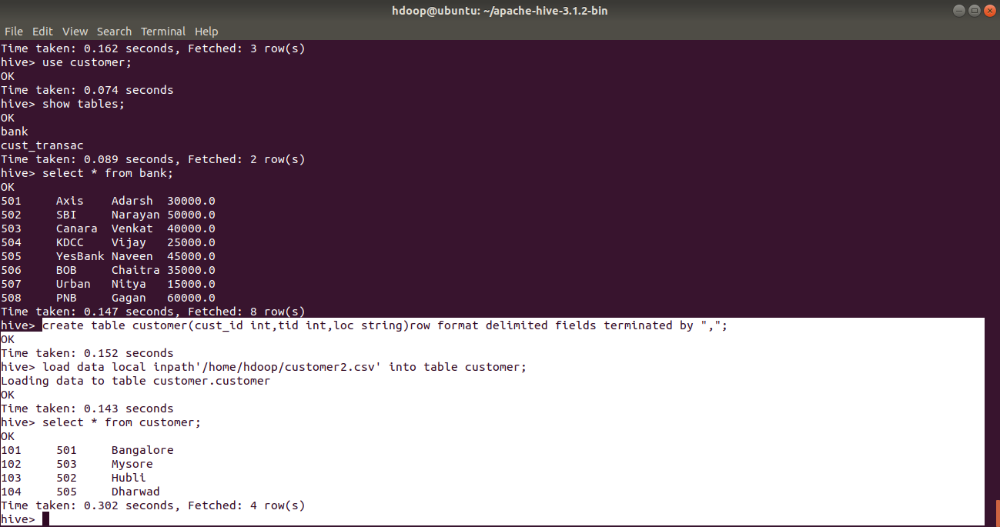 hdoop@ubuntu: ~/apache-hive-3.1.2-bin
File Edit View Search Terminal Help
Time taken: 0.162 seconds, Fetched: 3 row(s)
hive> use customer;
OK
Time taken: 0.074 seconds
hive> show tables;
OK
bank
cust_transac
Time taken: 0.089 seconds, Fetched: 2 row(s)
hive> select * from bank;
OK
501     Axis    Adarsh  30000.0
502     SBI     Narayan 50000.0
503     Canara  Venkat  40000.0
504     KDCC    Vijay   25000.0
505     YesBank Naveen  45000.0
506     BOB     Chaitra 35000.0
507     Urban   Nitya   15000.0
508     PNB     Gagan   60000.0
Time taken: 0.147 seconds, Fetched: 8 row(s)
hive> create table customer(cust_id int,tid int,loc string)row format delimited fields terminated by ",";
OK
Time taken: 0.152 seconds
hive> load data local inpath'/home/hdoop/customer2.csv' into table customer;
Loading data to table customer.customer
OK
Time taken: 0.143 seconds
hive> select * from customer;
OK
101     501     Bangalore
102     503     Mysore
103     502     Hubli
104     505     Dharwad
Time taken: 0.302 seconds, Fetched: 4 row(s)
hive>